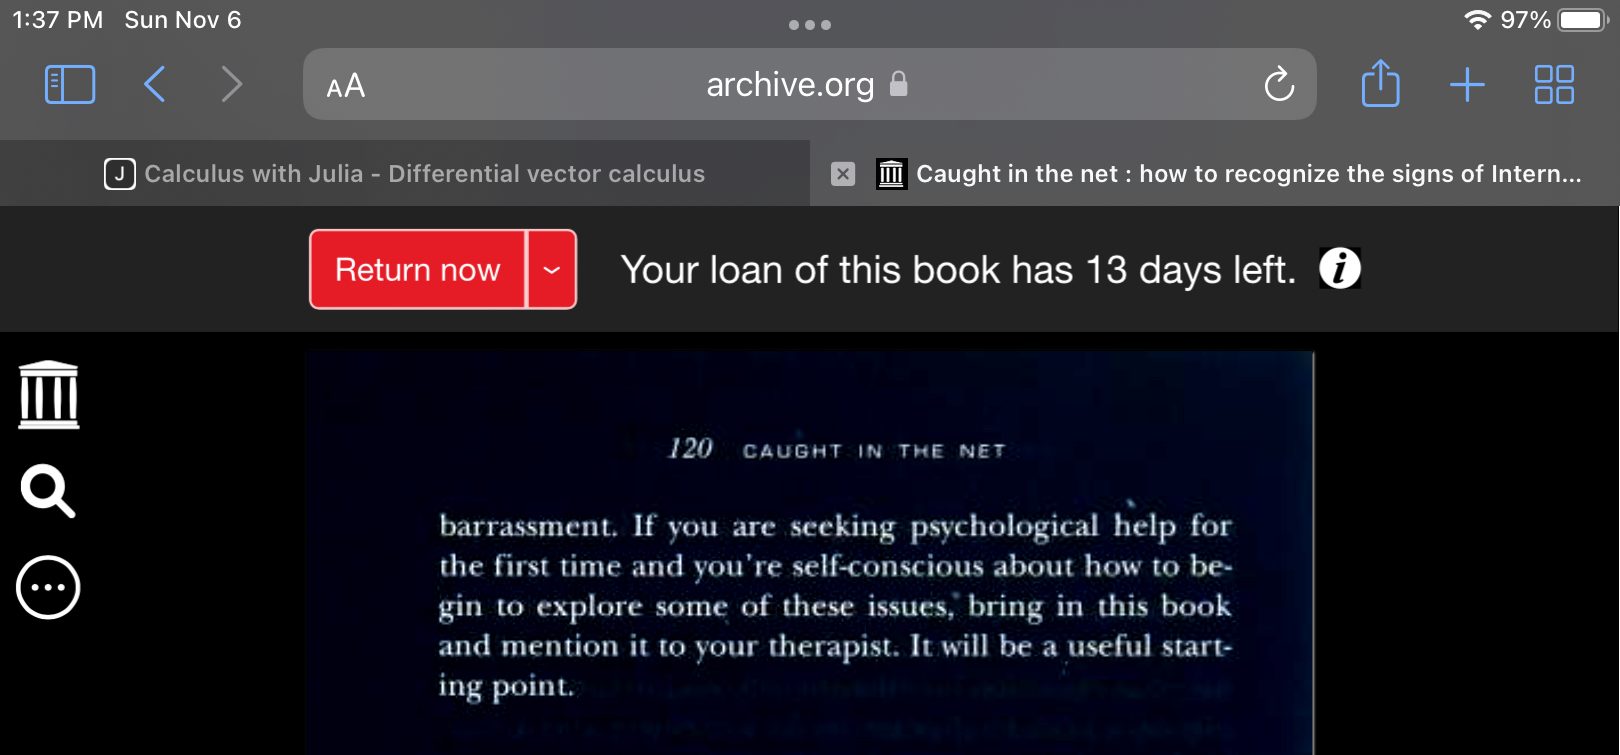 1:37 PM Sun Nov 6
97%
AA
archive.org
J Calculus with Julia - Differential vector calculus
Caught in the net : how to recognize the signs of Intern...
Return now
Your loan of this book has 13 days left.
i
120 CAUGHT IN THE NET
barrassment. If you are seeking psychological help for
the first time and you're self-conscious about how to be-
gin to explore some of these issues, bring in this book
and mention it to your therapist. It will be a useful start-
ing point.